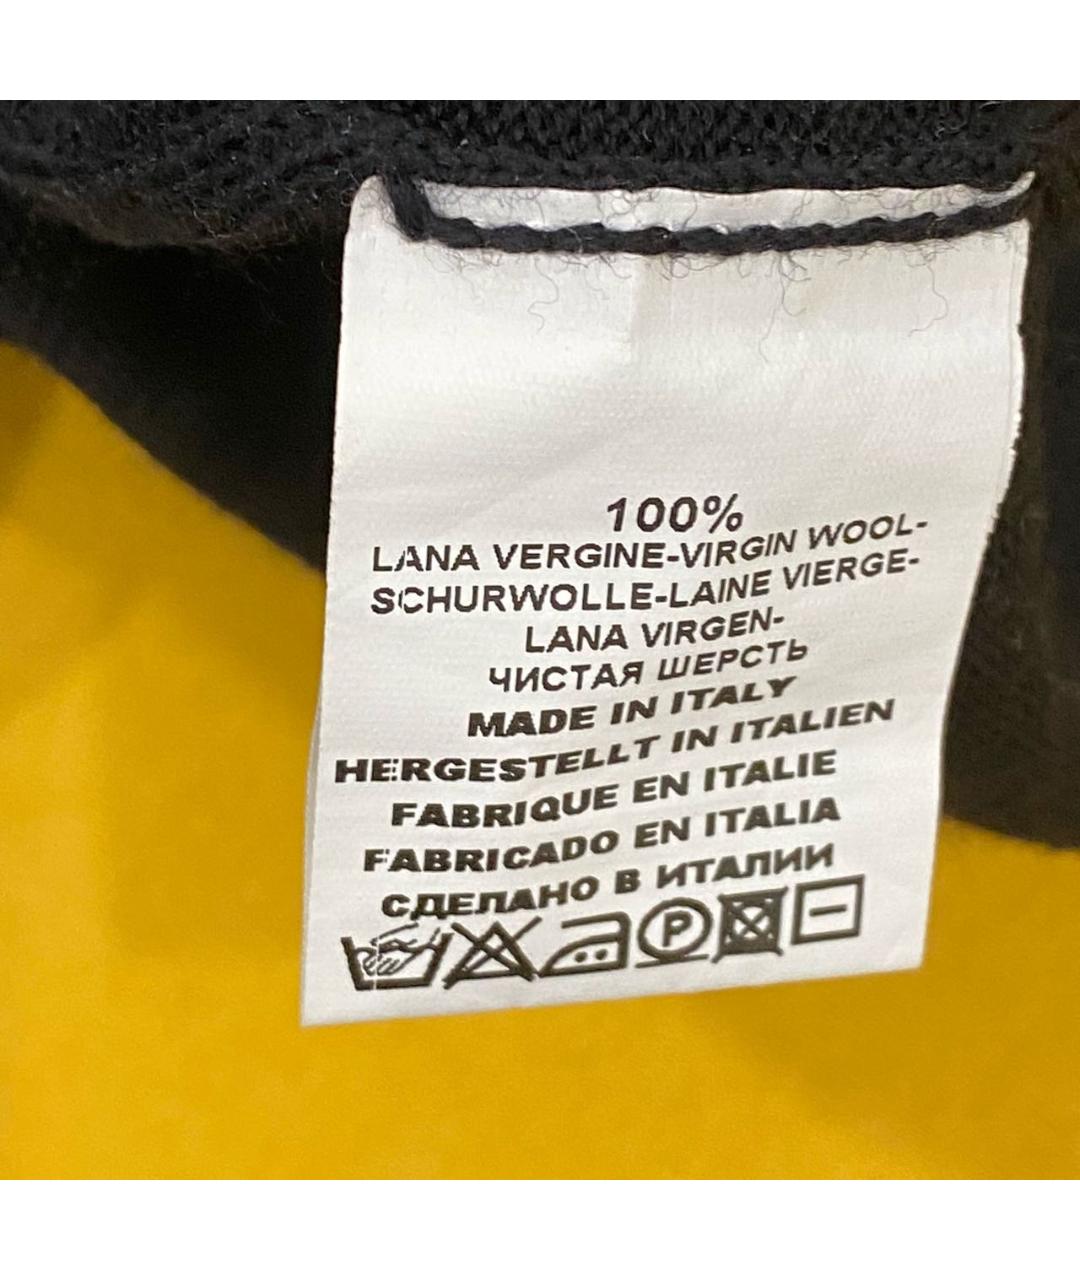 100%
LANA VERGINE-VIRGIN WOOL-
SCHURWOLLE-LAINE VIERGE-
LANA VIRGEN-
ЧИСТАЯ ШЕРСТЬ
MADE IN ITALY
HERGESTELLT IN ITALIEN
FABRIQUE EN ITALIE
FABRICADO EN ITALIA
СДЕЛАНО В ИТАЛИИ
P